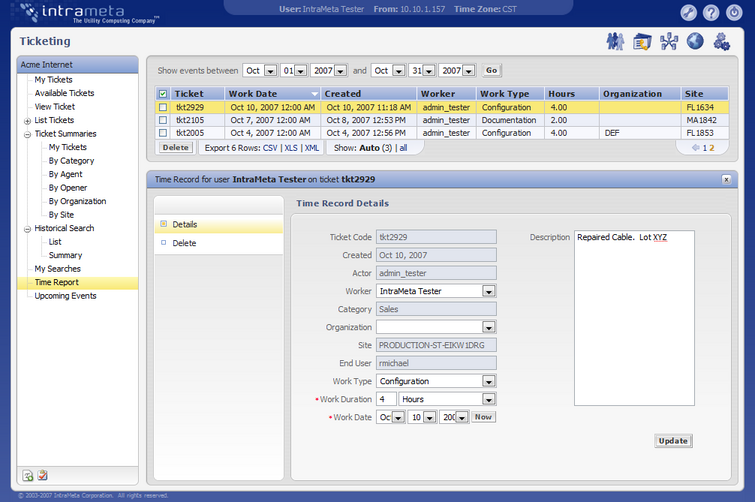 intrameta
The Utility Computing Company™
User: IntraMeta Tester From: 10.10.1.157 Time Zone: CST
Ticketing
Acme Internet
My Tickets
Available Tickets
View Ticket
List Tickets
Ticket Summaries
My Tickets
By Category
By Agent
By Opener
By Organization
By Site
Historical Search
List
Summary
My Searches
Time Report
Upcoming Events
Show events between Oct 01 2007 and Oct 31 2007 Go
Ticket Work Date Created Worker Work Type Hours Organization Site
tkt2929 Oct 10, 2007 12:00 AM Oct 10, 2007 11:18 AM admin_tester Configuration 4.00 FL1634
tkt2105 Oct 7, 2007 12:00 AM Oct 8, 2007 12:53 PM admin_tester Documentation 2.00 MA1842
tkt2005 Oct 4, 2007 12:00 AM Oct 4, 2007 12:56 PM admin_tester Configuration 4.00 DEF FL1853
Delete Export 6 Rows: CSV | XLS | XML Show: Auto (3) | all 1 2
Time Record for user IntraMeta Tester on ticket tkt2929 x
Details
Delete
Time Record Details
Ticket Code tkt2929
Created Oct 10, 2007
Actor admin_tester
Worker IntraMeta Tester
Category Sales
Organization
Site PRODUCTION-ST-EIKW1DRG
End User rmichael
Work Type Configuration
•Work Duration 4 Hours
•Work Date Oct 10 200 Now
Description Repaired Cable. Lot XYZ
Update
© 2003-2007 IntraMeta Corporation. All rights reserved.